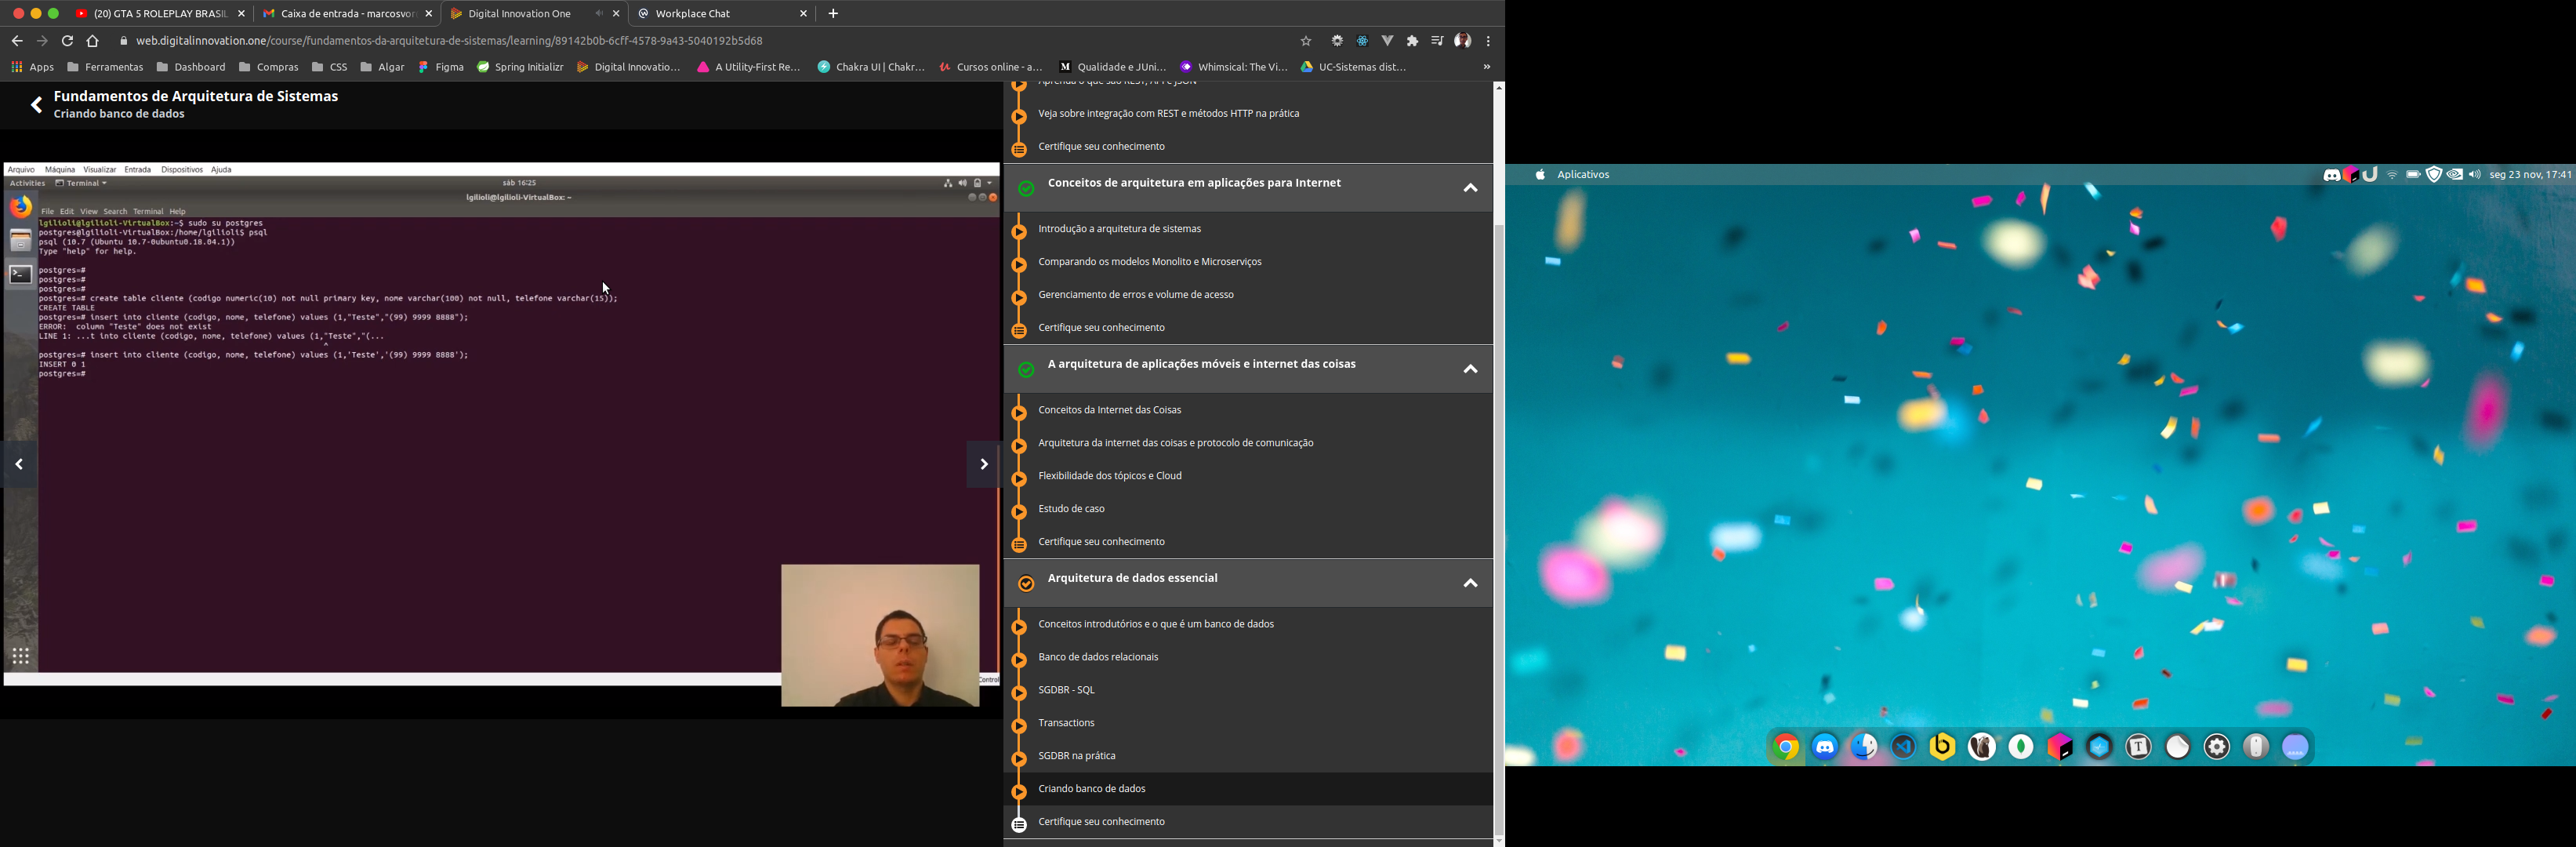 (20) GTA 5 ROLEPLAY BRASIL
Caixa de entrada - marcosvor
Digital Innovation One
Workplace Chat
web.digitalinnovation.one/course/fundamentos-da-arquitetura-de-sistemas/learning/89142b0b-6cff-4578-9a43-5040192b5d68
Apps
Ferramentas
Dashboard
Compras
CSS
Algar
Figma
Spring Initializr
Digital Innovatio...
A Utility-First Re...
Chakra UI | Chakr...
Cursos online - a...
Qualidade e JUni...
Whimsical: The Vi...
UC-Sistemas dist...
»
Fundamentos de Arquitetura de Sistemas
Criando banco de dados
Arquivo Máquina Visualizar Entrada Dispositivos Ajuda
Activities Terminal sáb 16:25
lgilioli@lgilioli-VirtualBox: ~
File Edit View Search Terminal Help
lgilioli@lgilioli-VirtualBox:~$ sudo su postgres
postgres@lgilioli-VirtualBox:/home/lgilioli$ psql
psql (10.7 (Ubuntu 10.7-0ubuntu0.18.04.1))
Type "help" for help.
postgres=#
postgres=#
postgres=#
postgres=# create table cliente (codigo numeric(10) not null primary key, nome varchar(100) not null, telefone varchar(15));
CREATE TABLE
postgres=# insert into cliente (codigo, nome, telefone) values (1,"Teste","(99) 9999 8888");
ERROR:  column "Teste" does not exist
LINE 1: ...t into cliente (codigo, nome, telefone) values (1,"Teste","(...
^
postgres=# insert into cliente (codigo, nome, telefone) values (1,'Teste','(99) 9999 8888');
INSERT 0 1
postgres=#
Control
Aprenda o que são REST, API e JSON
Veja sobre integração com REST e métodos HTTP na prática
Certifique seu conhecimento
Conceitos de arquitetura em aplicações para Internet
Introdução a arquitetura de sistemas
Comparando os modelos Monolito e Microserviços
Gerenciamento de erros e volume de acesso
Certifique seu conhecimento
A arquitetura de aplicações móveis e internet das coisas
Conceitos da Internet das Coisas
Arquitetura da internet das coisas e protocolo de comunicação
Flexibilidade dos tópicos e Cloud
Estudo de caso
Certifique seu conhecimento
Arquitetura de dados essencial
Conceitos introdutórios e o que é um banco de dados
Banco de dados relacionais
SGDBR - SQL
Transactions
SGDBR na prática
Criando banco de dados
Certifique seu conhecimento
Aplicativos
seg 23 nov, 17:41